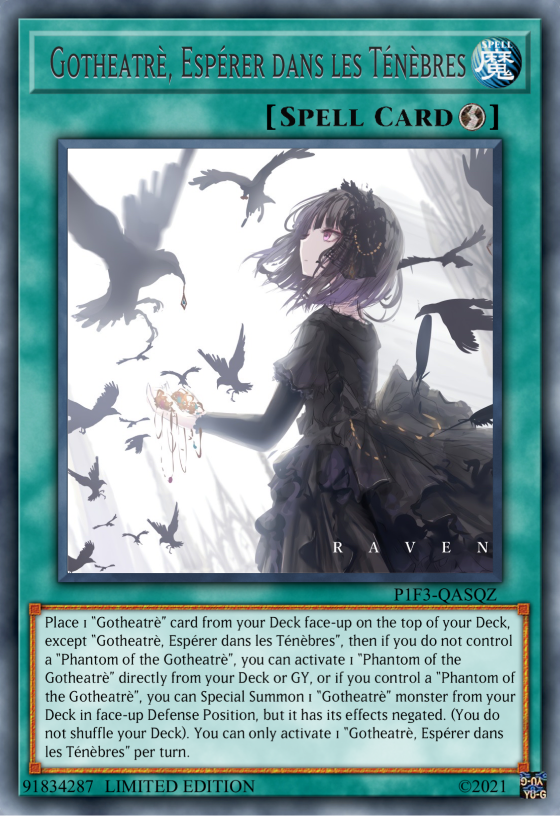 GOTHEATRÈ, ESPÉRER DANS LES TÉNÈBRES
SPELL
魔
[SPELL CARD]
RAVEN
P1F3-QASQZ
Place 1 "Gotheatrè" card from your Deck face-up on the top of your Deck,
except "Gotheatrè, Espérer dans les Ténèbres", then if you do not control
a "Phantom of the Gotheatrè", you can activate 1 "Phantom of the
Gotheatrè" directly from your Deck or GY, or if you control a "Phantom of
the Gotheatrè", you can Special Summon 1 "Gotheatrè" monster from your
Deck in face-up Defense Position, but it has its effects negated. (You do
not shuffle your Deck). You can only activate 1 "Gotheatrè, Espérer dans
les Ténèbres" per turn.
91834287 LIMITED EDITION ©2021